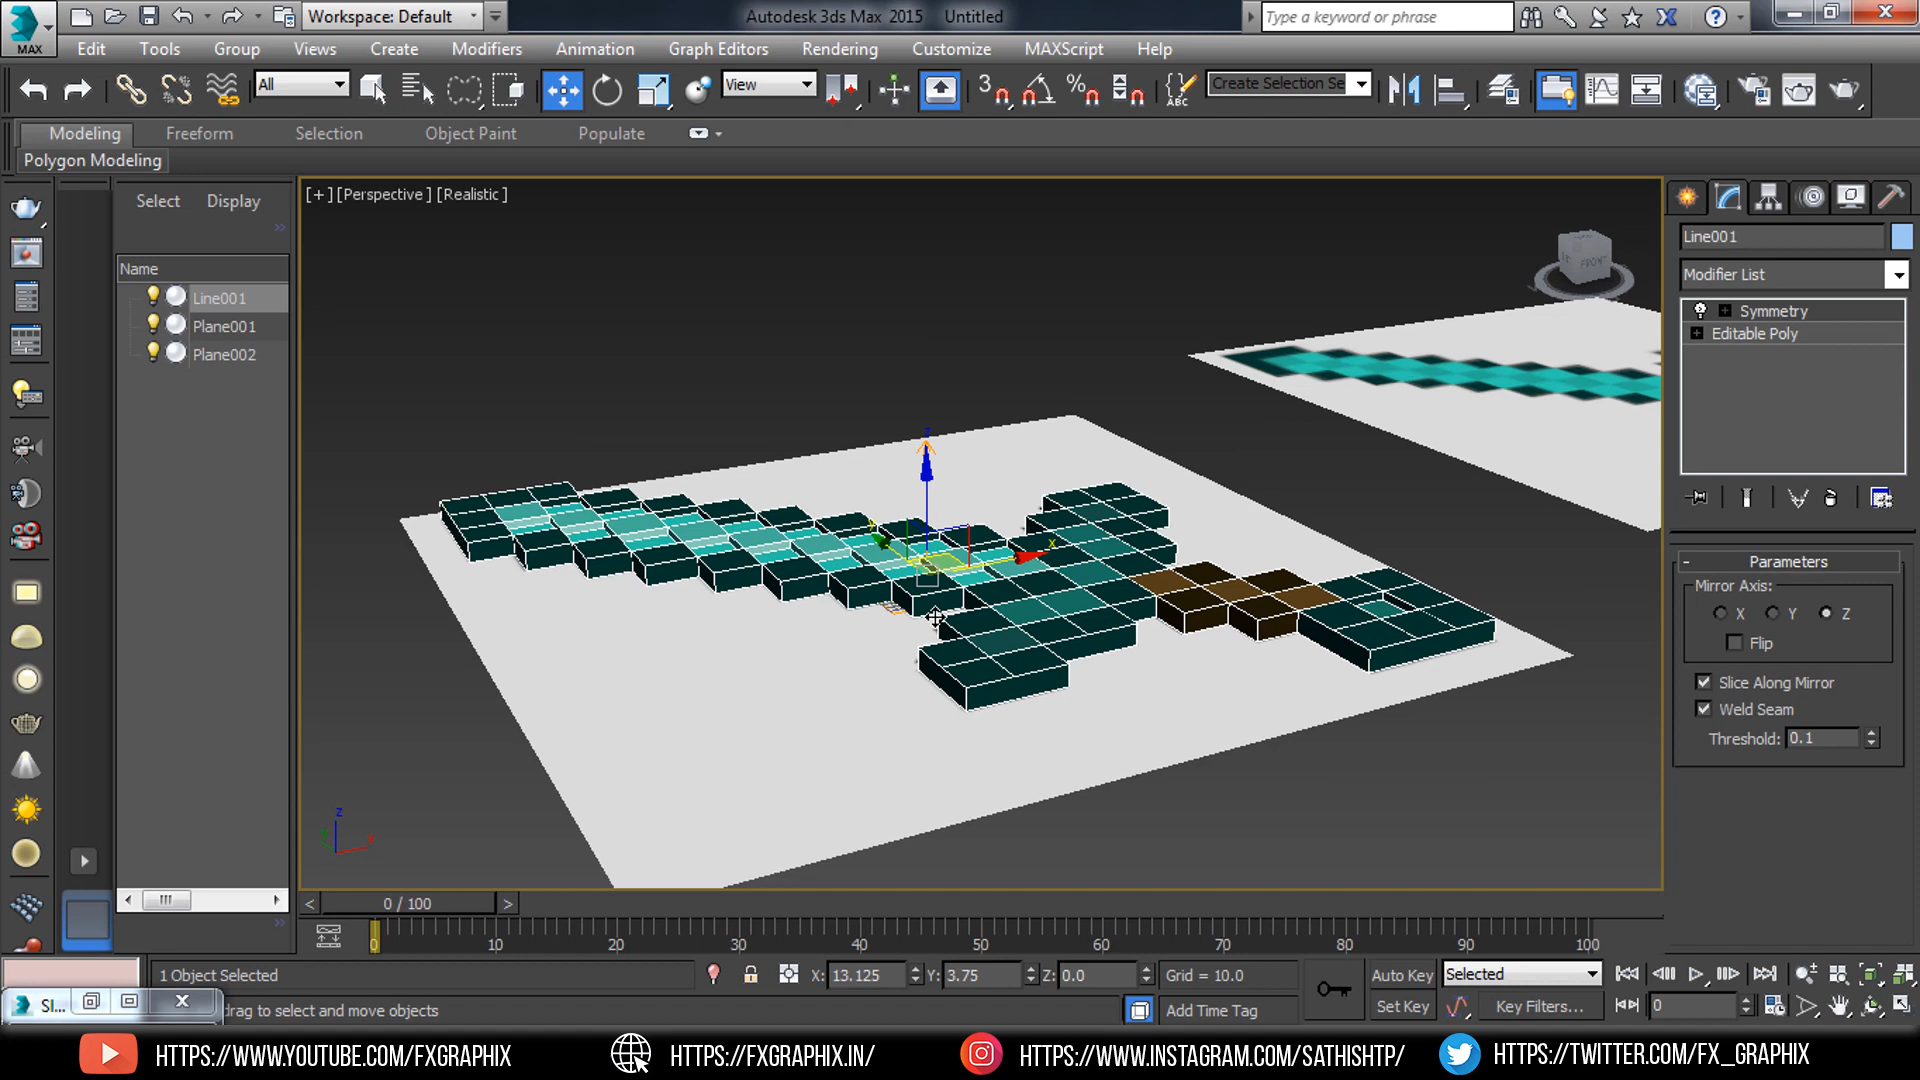 MAX
Workspace: Default
Autodesk 3ds Max 2015 Untitled
Type a keyword or phrase
Edit Tools Group Views Create Modifiers Animation Graph Editors Rendering Customize MAXScript Help
All
View
3
ABC
Create Selection Se
Modeling Freeform Selection Object Paint Populate
Polygon Modeling
Select Display
Name
Line001
Plane001
Plane002
[+] [Perspective] [Realistic]
FRONT
z
y
x
z
x
Line001
Modifier List
Symmetry
Editable Poly
Parameters
Mirror Axis:
X Y Z
Flip
Slice Along Mirror
Weld Seam
Threshold: 0.1
< 0 / 100 >
0 10 20 30 40 50 60 70 80 90 100
1 Object Selected
X: 13.125 Y: 3.75 Z: 0.0
Grid = 10.0
Auto Key Selected
Sl...
drag to select and move objects
Add Time Tag
Set Key Key Filters...
0
HTTPS://WWW.YOUTUBE.COM/FXGRAPHIX HTTPS://FXGRAPHIX.IN/ HTTPS://WWW.INSTAGRAM.COM/SATHISHTP/ HTTPS://TWITTER.COM/FX_GRAPHIX